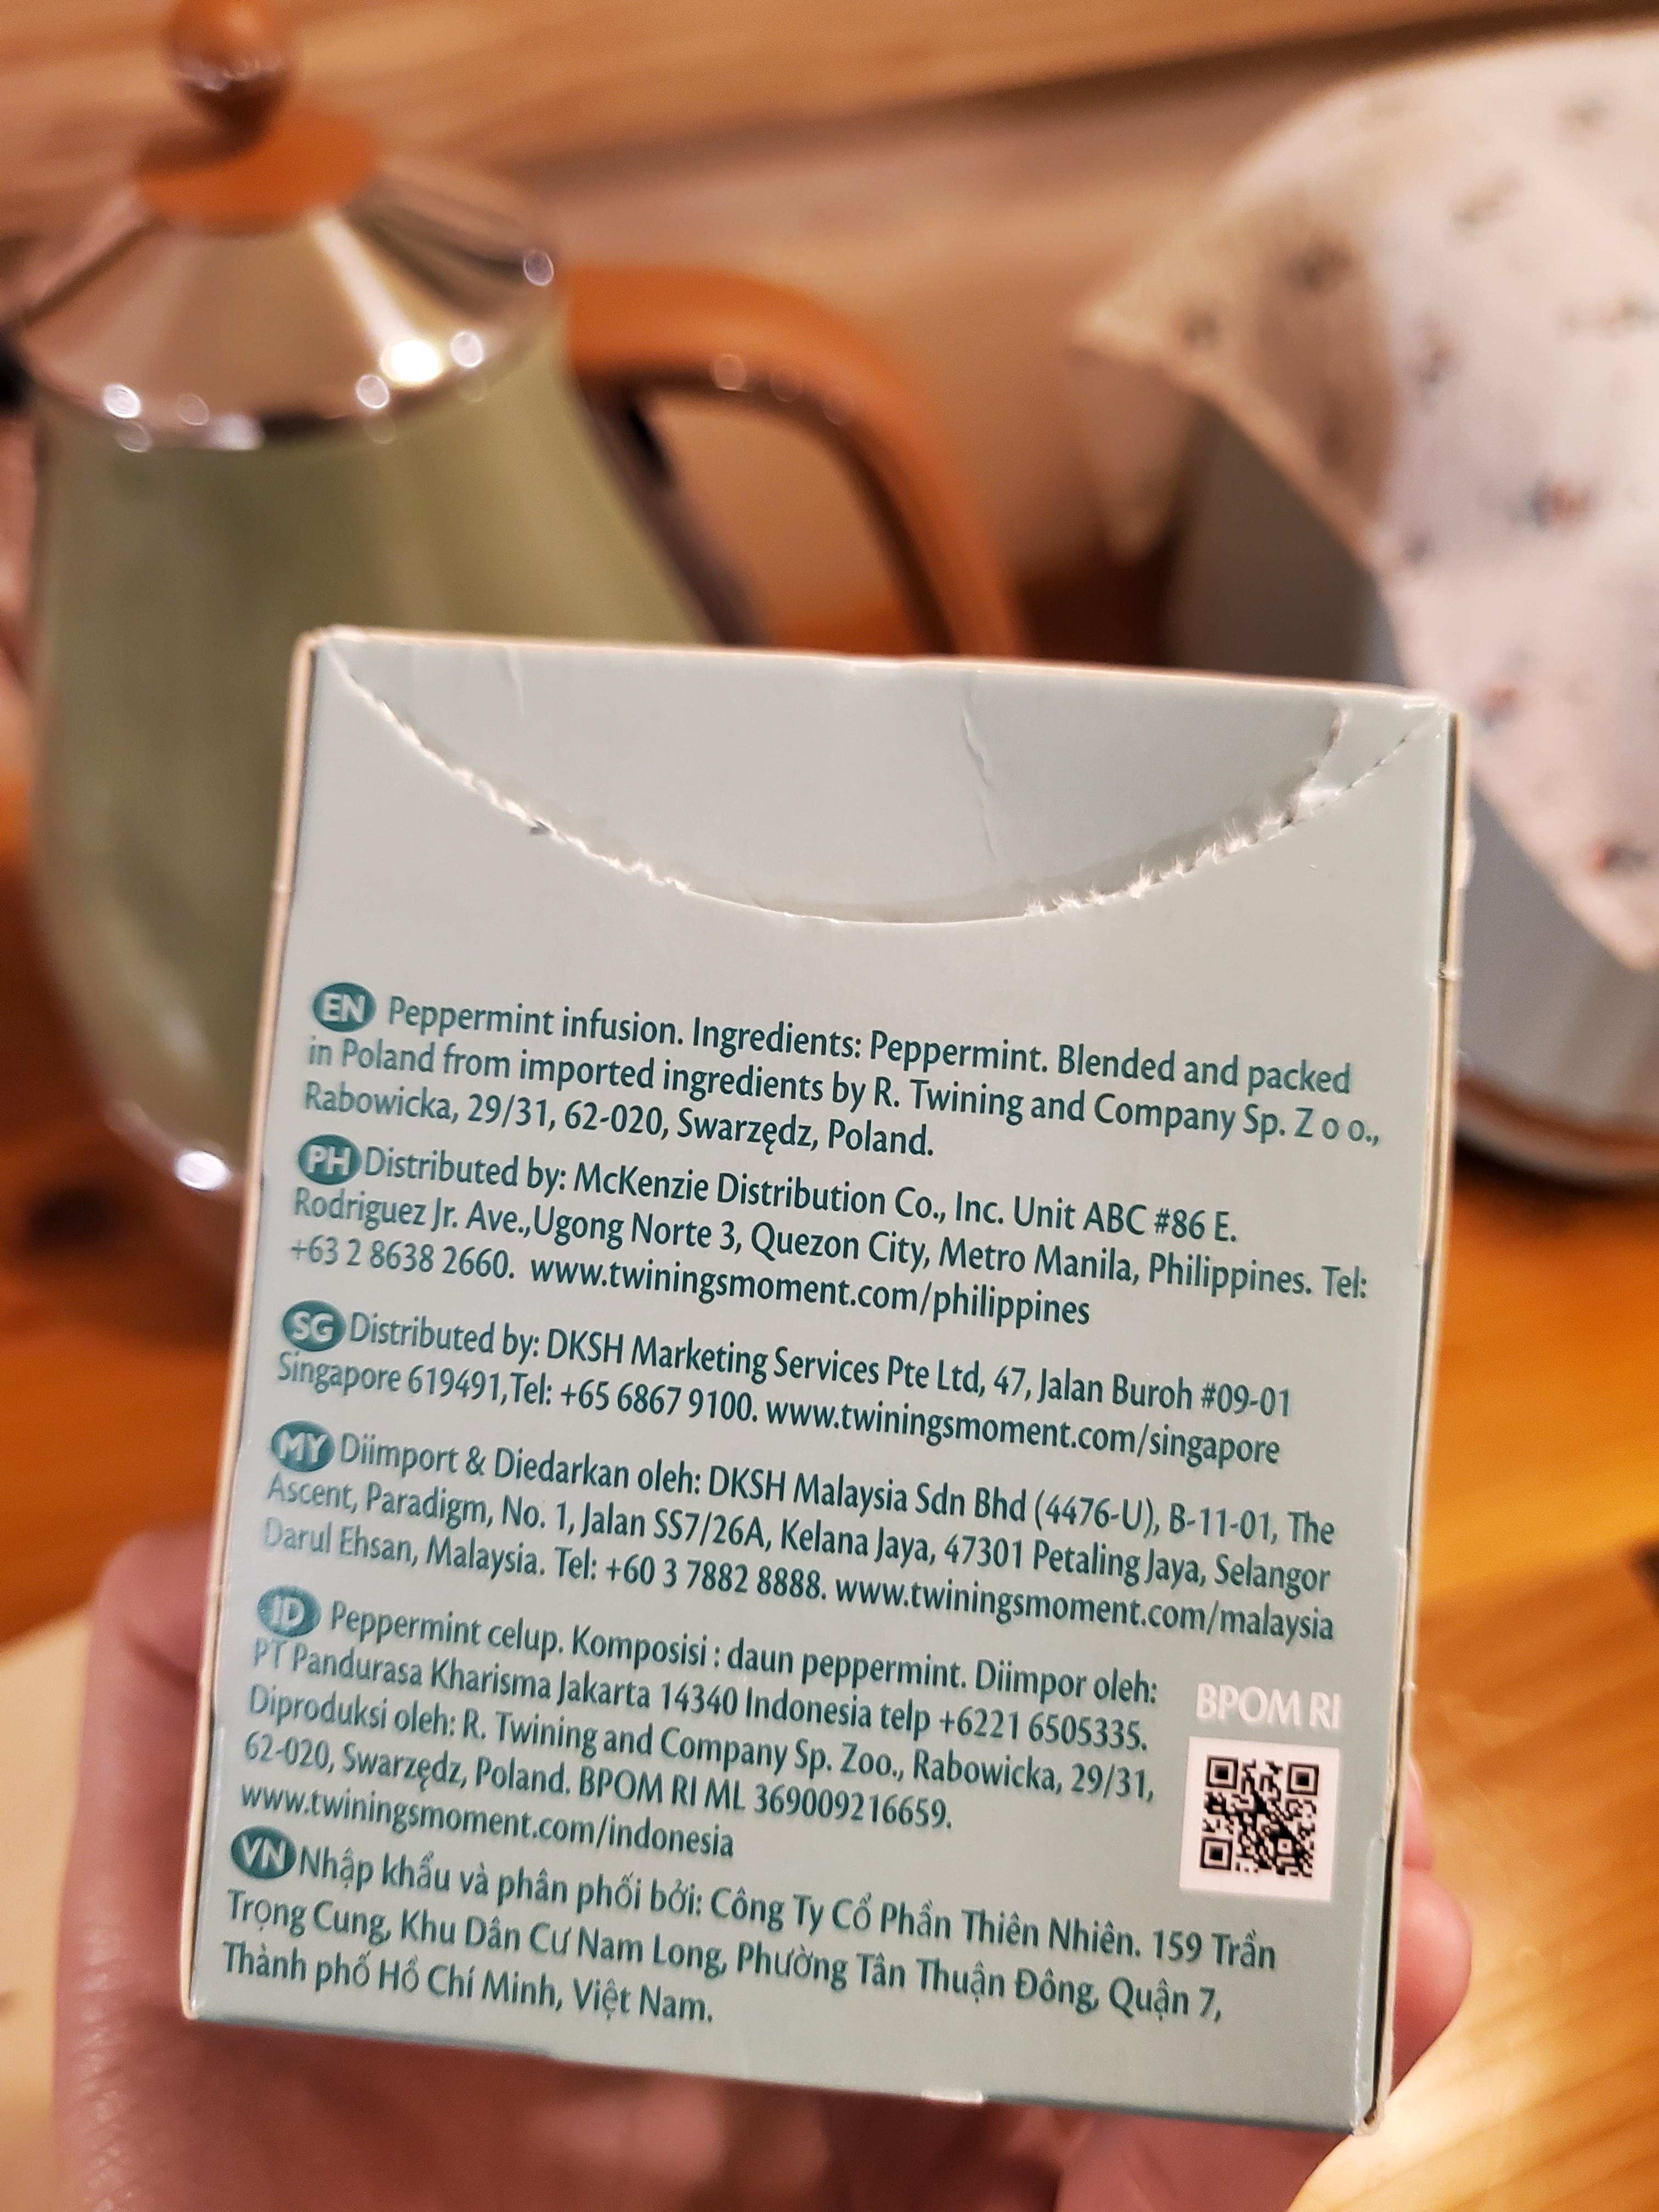 EN Peppermint infusion. Ingredients: Peppermint. Blended and packed
in Poland from imported ingredients by R. Twining and Company Sp. Z o o.,
Rabowicka, 29/31, 62-020, Swarzędz, Poland.
PH Distributed by: McKenzie Distribution Co., Inc. Unit ABC #86 E.
Rodriguez Jr. Ave.,Ugong Norte 3, Quezon City, Metro Manila, Philippines. Tel:
+63 2 8638 2660. www.twiningsmoment.com/philippines
SG Distributed by: DKSH Marketing Services Pte Ltd, 47, Jalan Buroh #09-01
Singapore 619491,Tel: +65 6867 9100. www.twiningsmoment.com/singapore
MY Diimport & Diedarkan oleh: DKSH Malaysia Sdn Bhd (4476-U), B-11-01, The
Ascent, Paradigm, No. 1, Jalan SS7/26A, Kelana Jaya, 47301 Petaling Jaya, Selangor
Darul Ehsan, Malaysia. Tel: +60 3 7882 8888. www.twiningsmoment.com/malaysia
ID Peppermint celup. Komposisi : daun peppermint. Diimpor oleh:
PT Pandurasa Kharisma Jakarta 14340 Indonesia telp +6221 6505335.
Diproduksi oleh: R. Twining and Company Sp. Zoo., Rabowicka, 29/31,
62-020, Swarzędz, Poland. BPOM RI ML 369009216659.
www.twiningsmoment.com/indonesia
BPOM RI
VN Nhập khẩu và phân phối bởi: Công Ty Cổ Phần Thiên Nhiên. 159 Trần
Trọng Cung, Khu Dân Cư Nam Long, Phường Tân Thuận Đông, Quận 7,
Thành phố Hồ Chí Minh, Việt Nam.